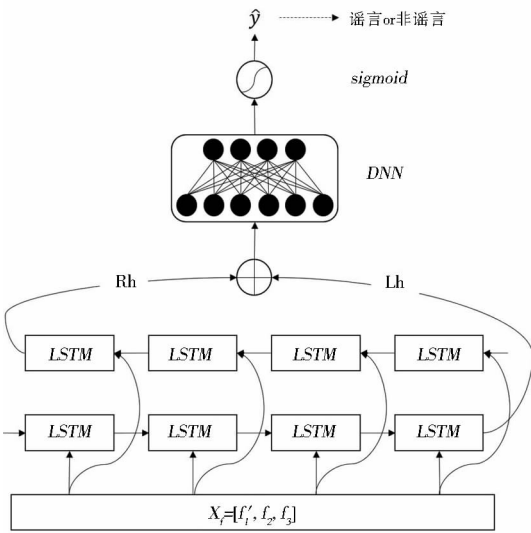 ŷ 谣言or非谣言
sigmoid
DNN
Rh Lh
LSTM LSTM LSTM LSTM
LSTM LSTM LSTM LSTM
X_f=[f_1', f_2, f_3]